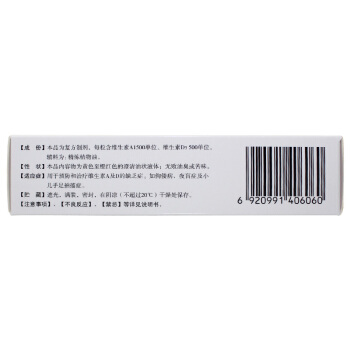 【成 份】本品为复方制剂，每粒含维生素A1500单位，维生素D₃ 500单位。
辅料为：精炼植物油。
【性 状】本品内容物为黄色至橙红色的澄清油状液体；无败油臭或苦味。
【适应症】用于预防和治疗维生素A及D的缺乏症。如佝偻病、夜盲症及小
儿手足抽搐症。
【贮 藏】遮光，满装，密封，在阴凉（不超过20℃）干燥处保存。
【注意事项】、【不良反应】、【禁忌】等详见说明书。
6 920991 406060